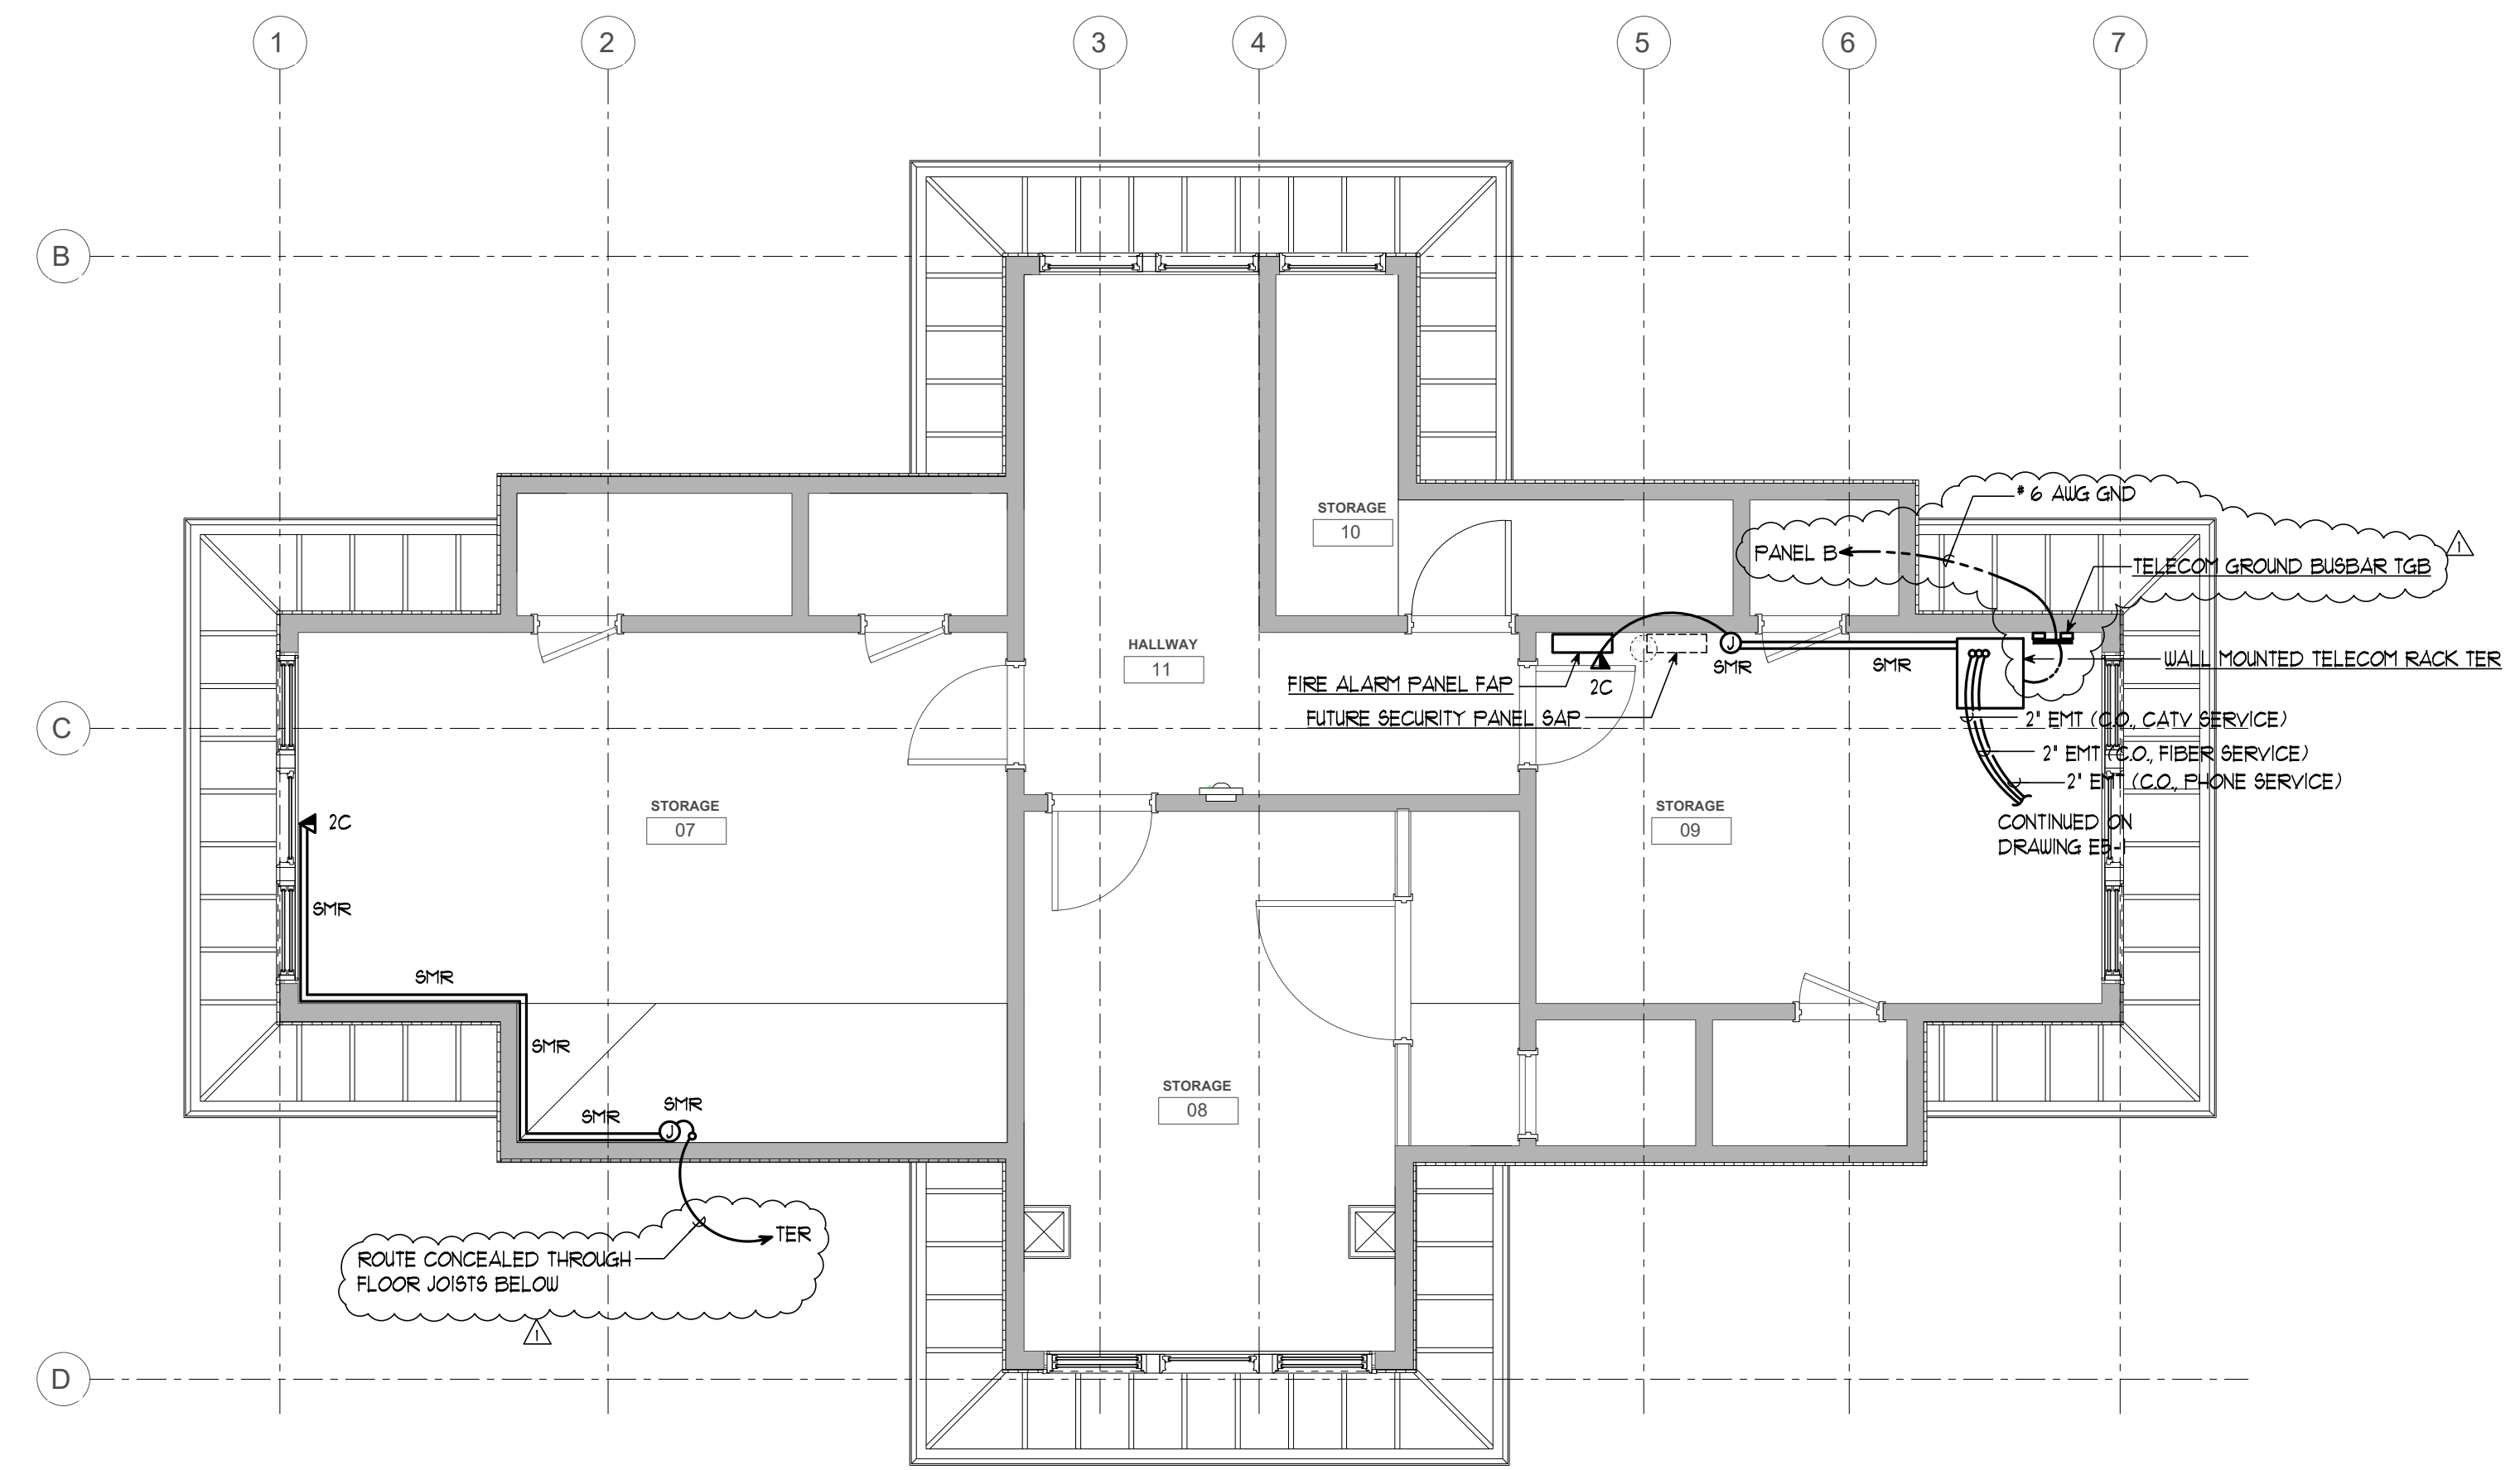 1 2 3 4 5 6 7
B
# 6 AWG GND
STORAGE
10
PANEL B
1
TELECOM GROUND BUSBAR TGB
HALLWAY
11
J
SMR
SMR
WALL MOUNTED TELECOM RACK TER
FIRE ALARM PANEL FAP
2C
FUTURE SECURITY PANEL SAP
C
2" EMT (C.O., CATV SERVICE)
2" EMT (C.O., FIBER SERVICE)
2" EMT (C.O., PHONE SERVICE)
STORAGE
07
STORAGE
09
2C
CONTINUED ON
DRAWING E5-1
SMR
SMR
SMR
STORAGE
08
SMR
SMR
J
TER
ROUTE CONCEALED THROUGH
FLOOR JOISTS BELOW
1
D